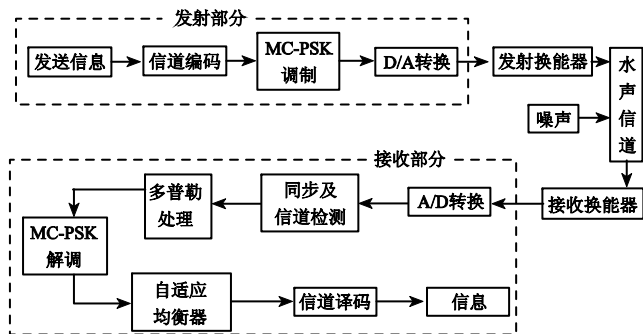 发射部分
发送信息
信道编码
MC-PSK
调制
D/A转换
发射换能器
水声信道
噪声
接收部分
接收换能器
A/D转换
同步及
信道检测
多普勒
处理
MC-PSK
解调
自适应
均衡器
信道译码
信息